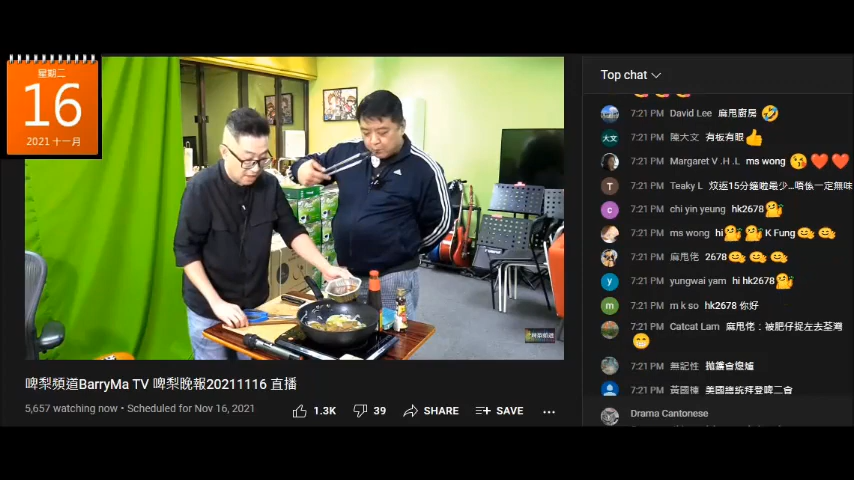 星期二
16
2021 十一月
啤梨頻道BarryMa TV 啤梨晚報20211116 直播
5,657 watching now • Scheduled for Nov 16, 2021
1.3K
39
SHARE
SAVE
Top chat
7:21 PM David Lee 麻甩廚房
7:21 PM 陳大文 有板有眼
7:21 PM Margaret V .H .L ms wong
7:21 PM Teaky L 炆返15分鐘啦最少...唔係一定無味
7:21 PM chi yin yeung hk2678
7:21 PM ms wong hi K Fung
7:21 PM 麻甩佬 2678
7:21 PM yungwai yam hi hk2678
7:21 PM m k so hk2678 你好
7:21 PM Catcat Lam 麻甩佬：被肥仔捉左去荃灣
7:21 PM 無記性
7:21 PM 黃國棟 美國總統拜登啤二會
Drama Cantonese